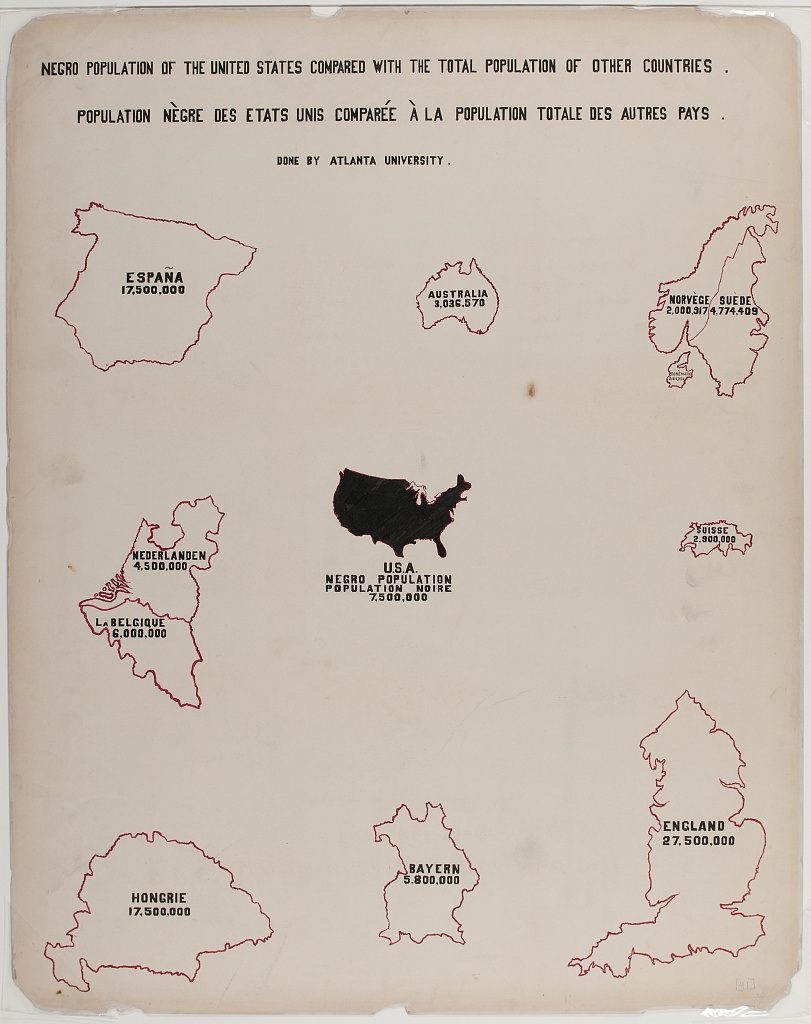 NEGRO POPULATION OF THE UNITED STATES COMPARED WITH THE TOTAL POPULATION OF OTHER COUNTRIES .
POPULATION NÈGRE DES ETATS UNIS COMPARÉE À LA POPULATION TOTALE DES AUTRES PAYS .
DONE BY ATLANTA UNIVERSITY .
ESPAÑA
17,500,000
AUSTRALIA
3,036.570
NORVÈGE SUÈDE
2,000,917 4,774.409
NEDERLANDEN
4,500,000
LA BELGIQUE
6.000,000
U.S.A.
NEGRO POPULATION
POPULATION NOIRE
7,500,000
SUISSE
2,900,000
HONGRIE
17,500,000
BAYERN
5.800,000
ENGLAND
27,500,000